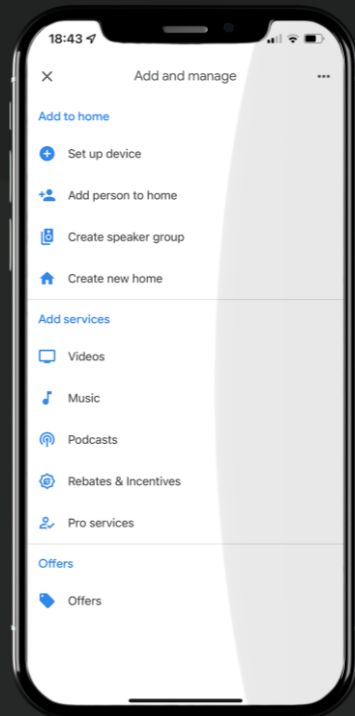 18:43
Add and manage
Add to home
Set up device
Add person to home
Create speaker group
Create new home
Add services
Videos
Music
Podcasts
Rebates & Incentives
Pro services
Offers
Offers